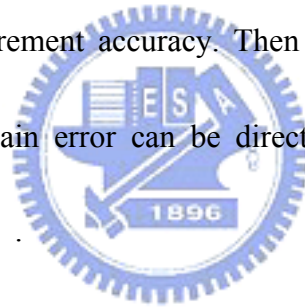 rement accuracy. Then
ain error can be direct
.
E S A
1896